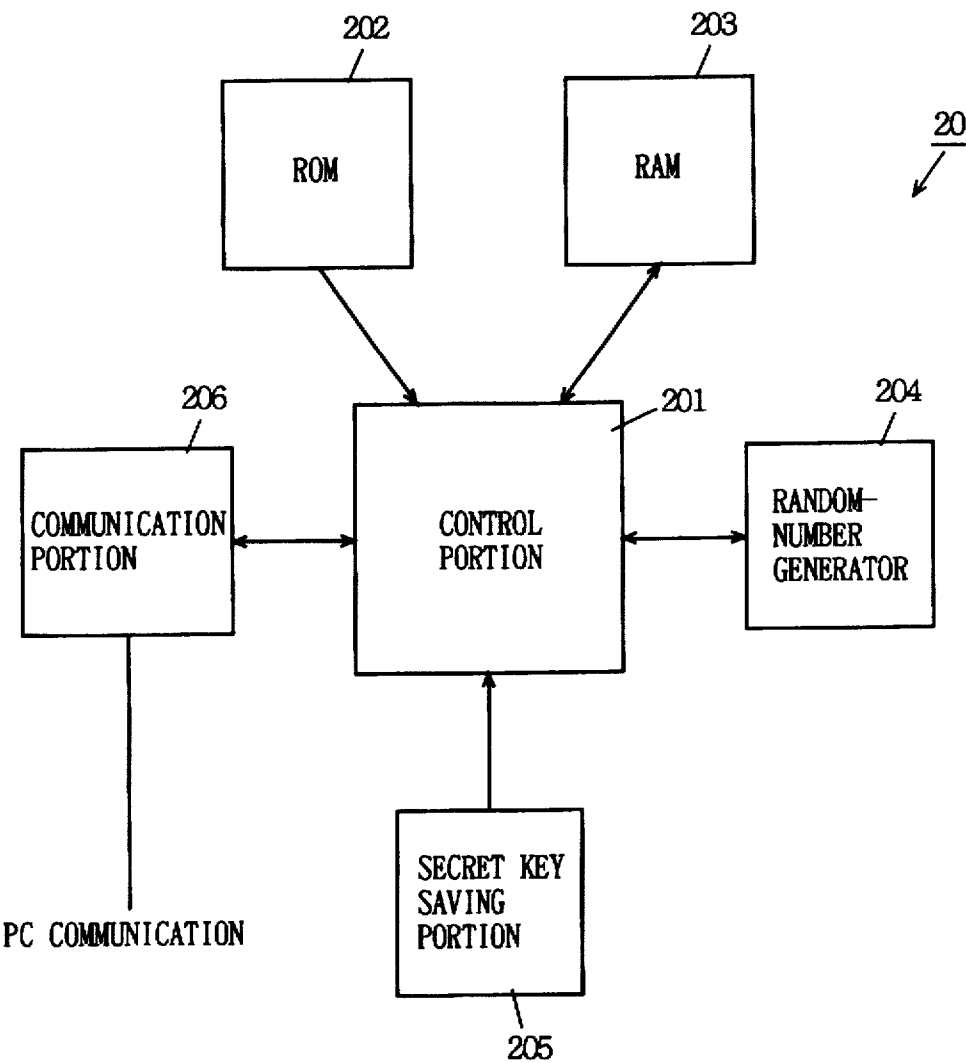 202
203
20
ROM
RAM
206
201
204
COMMUNICATION
PORTION
CONTROL
PORTION
RANDOM-
NUMBER
GENERATOR
SECRET KEY
SAVING
PORTION
PC COMMUNICATION
205